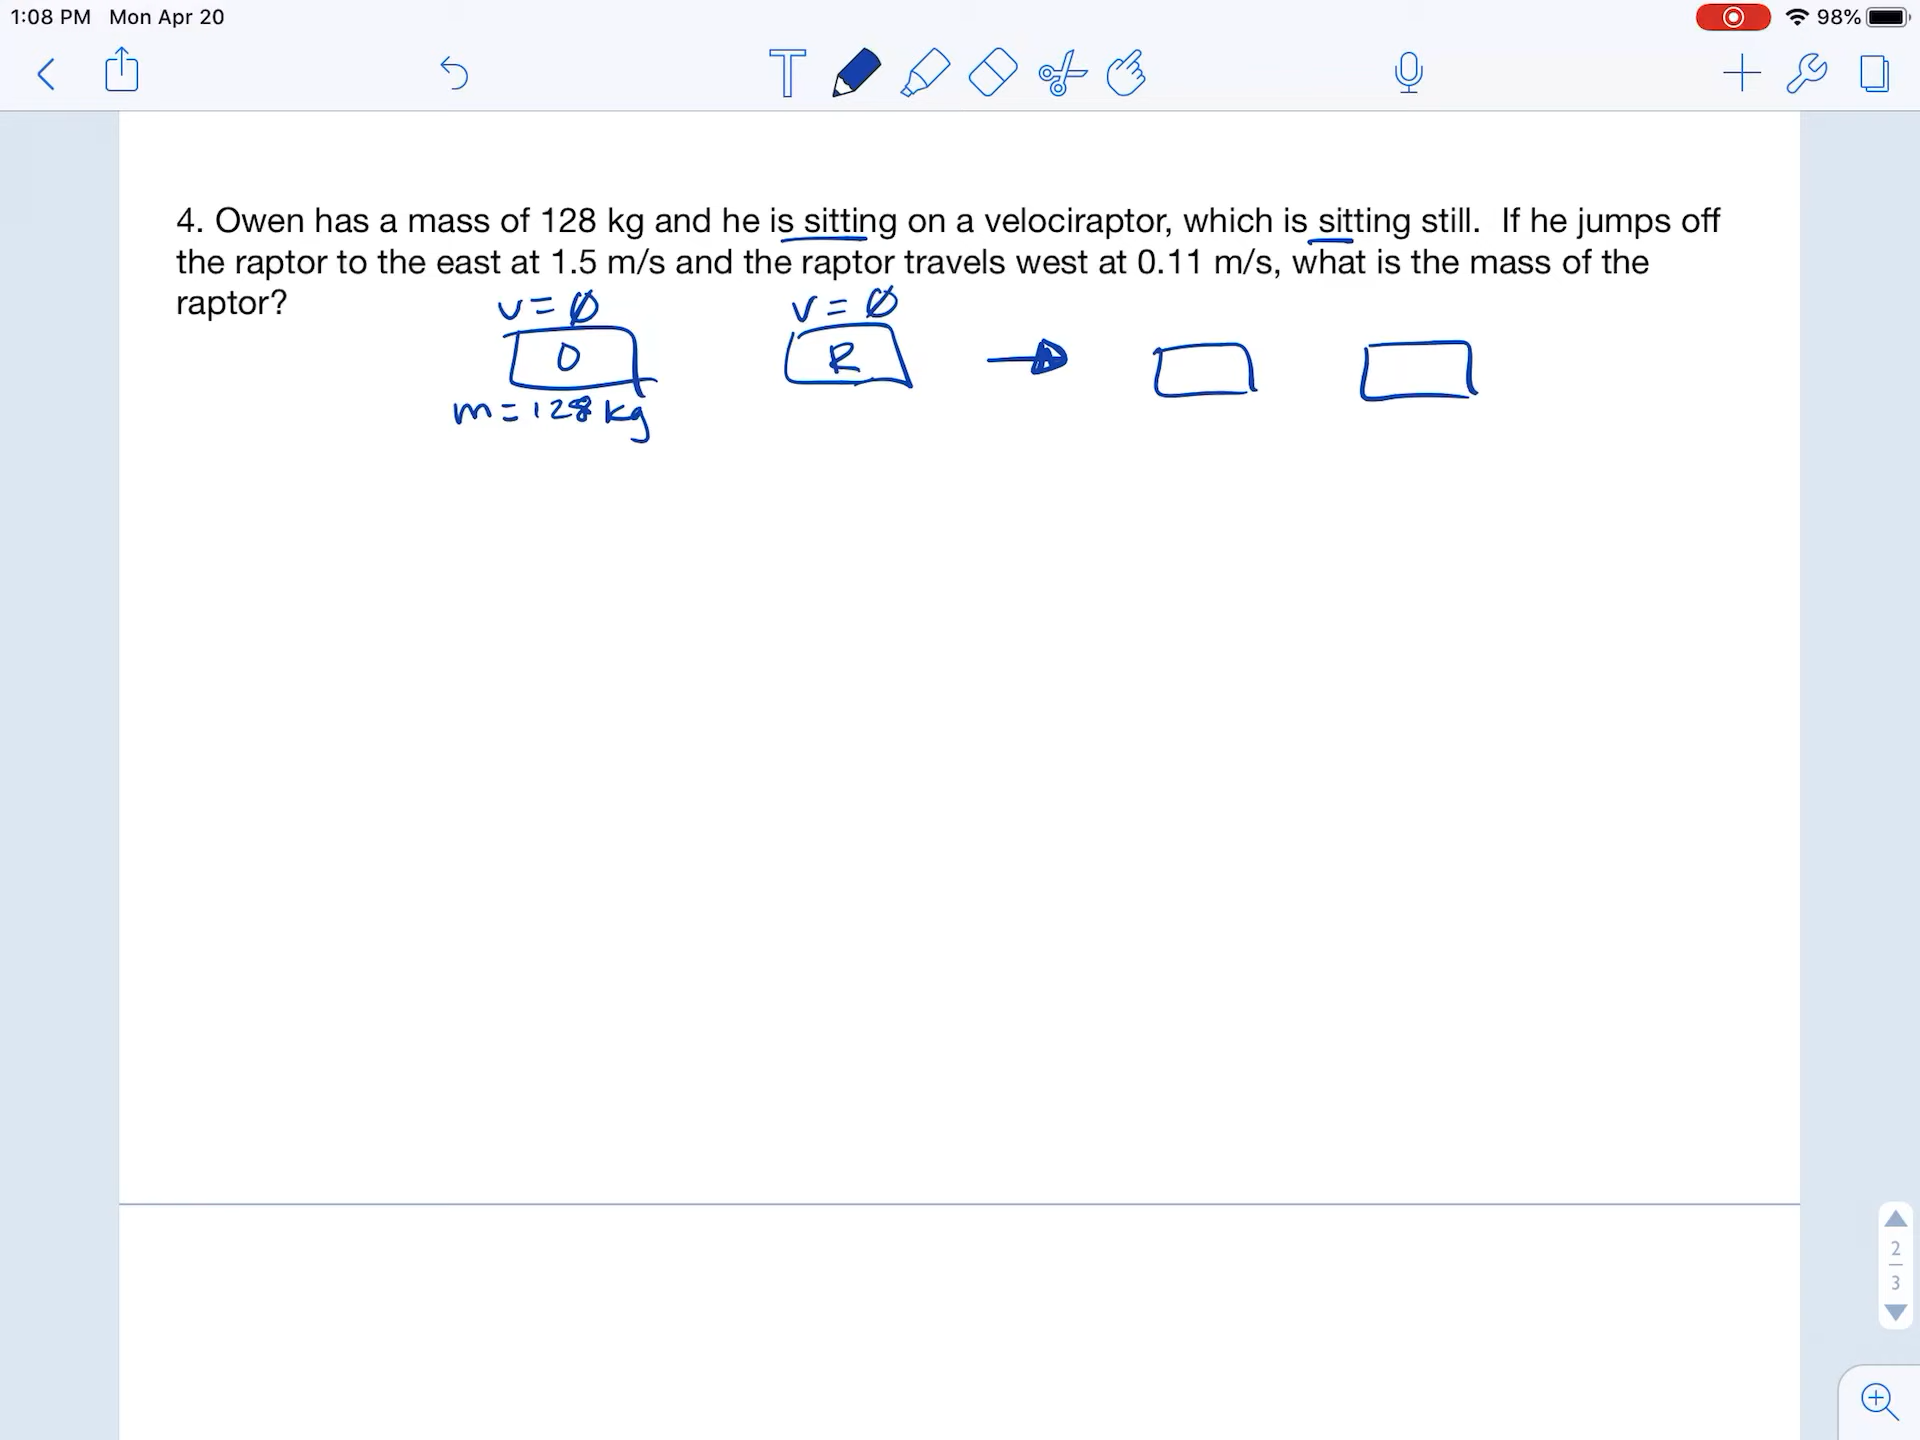 1:08 PM Mon Apr 20
98%
T
4. Owen has a mass of 128 kg and he is sitting on a velociraptor, which is sitting still. If he jumps off
the raptor to the east at 1.5 m/s and the raptor travels west at 0.11 m/s, what is the mass of the
raptor?
v = Ø v = Ø
O R
m = 128 kg
2
3